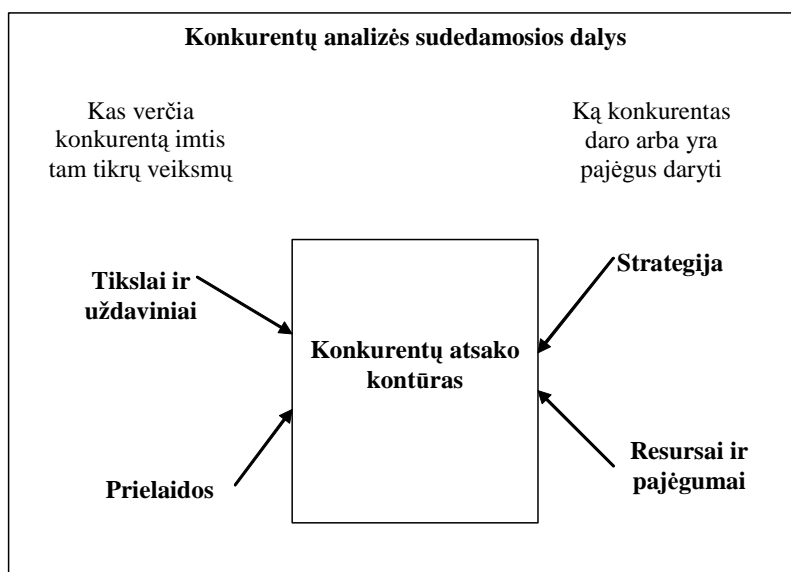 Konkurentų analizės sudedamosios dalys
Kas verčia
konkurentą imtis
tam tikrų veiksmų
Ką konkurentas
daro arba yra
pajėgus daryti
Tikslai ir
uždaviniai
Strategija
Konkurentų atsako
kontūras
Prielaidos
Resursai ir
pajėgumai